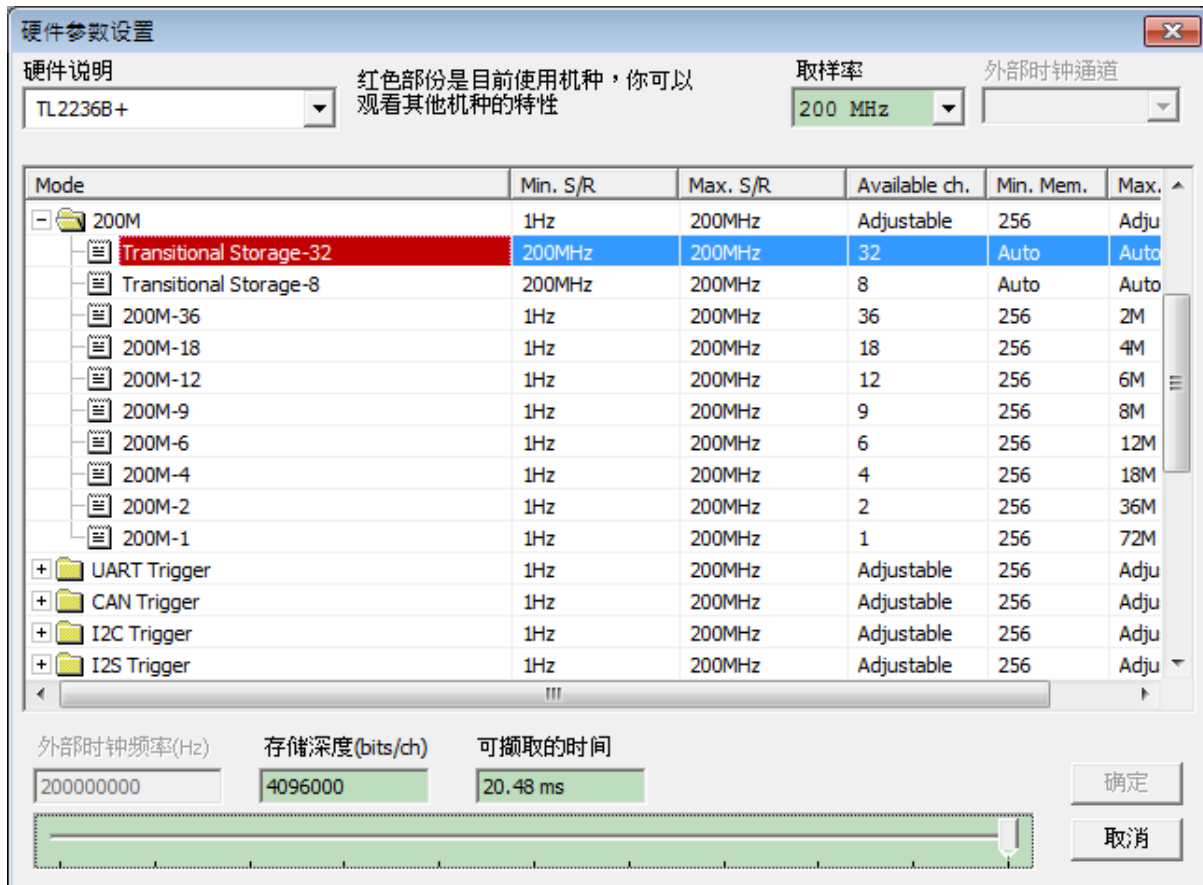 硬件参数设置
硬件说明
红色部份是目前使用机种，你可以
观看其他机种的特性
取样率
外部时钟通道
TL2236B+
200 MHz
Mode Min. S/R Max. S/R Available ch. Min. Mem. Max.
200M 1Hz 200MHz Adjustable 256 Adju
Transitional Storage-32 200MHz 200MHz 32 Auto Auto
Transitional Storage-8 200MHz 200MHz 8 Auto Auto
200M-36 1Hz 200MHz 36 256 2M
200M-18 1Hz 200MHz 18 256 4M
200M-12 1Hz 200MHz 12 256 6M
200M-9 1Hz 200MHz 9 256 8M
200M-6 1Hz 200MHz 6 256 12M
200M-4 1Hz 200MHz 4 256 18M
200M-2 1Hz 200MHz 2 256 36M
200M-1 1Hz 200MHz 1 256 72M
UART Trigger 1Hz 200MHz Adjustable 256 Adju
CAN Trigger 1Hz 200MHz Adjustable 256 Adju
I2C Trigger 1Hz 200MHz Adjustable 256 Adju
I2S Trigger 1Hz 200MHz Adjustable 256 Adju
外部时钟频率(Hz) 存储深度(bits/ch) 可撷取的时间
200000000 4096000 20.48 ms
确定
取消